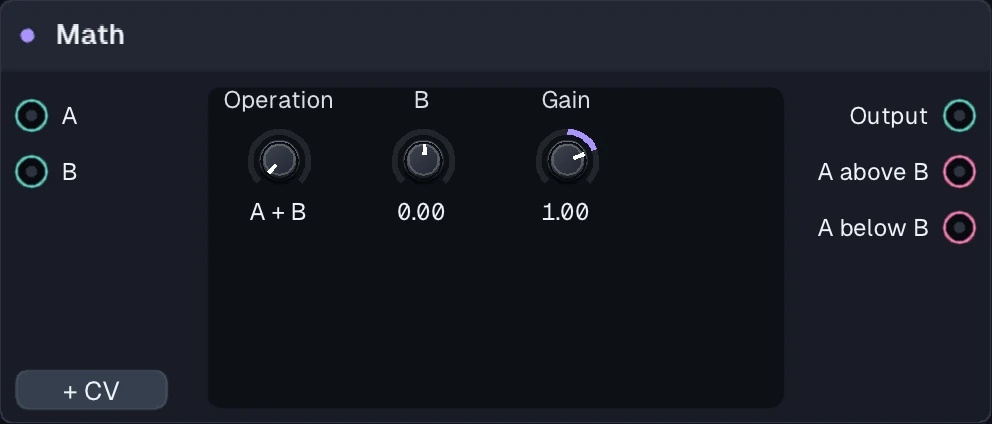 Math
Operation B Gain
A Output
B A above B
A + B 0.00 1.00
A below B
+ CV